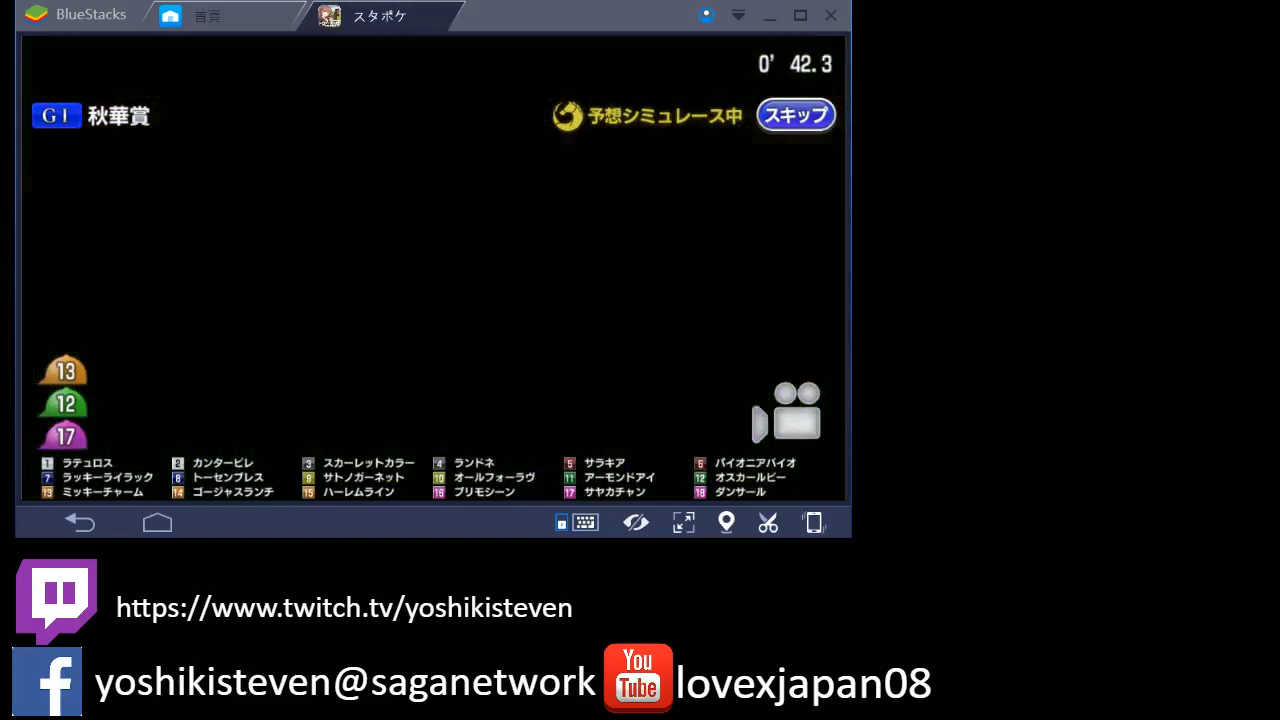 BlueStacks 首頁 スタポケ
0' 42.3
GI 秋華賞 予想シミュレース中 スキップ
13
12
17
1 ラテュロス 2 カンタービレ 3 スカーレットカラー 4 ランドネ 5 サラキア 6 パイオニアバイオ
7 ラッキーライラック 8 トーセンブレス 9 サトノガーネット 10 オールフォーラヴ 11 アーモンドアイ 12 オスカールビー
13 ミッキーチャーム 14 ゴージャスランチ 15 ハーレムライン 16 プリモシーン 17 サヤカチャン 18 ダンサール
https://www.twitch.tv/yoshikisteven
f yoshikisteven@saganetwork You Tube lovexjapan08